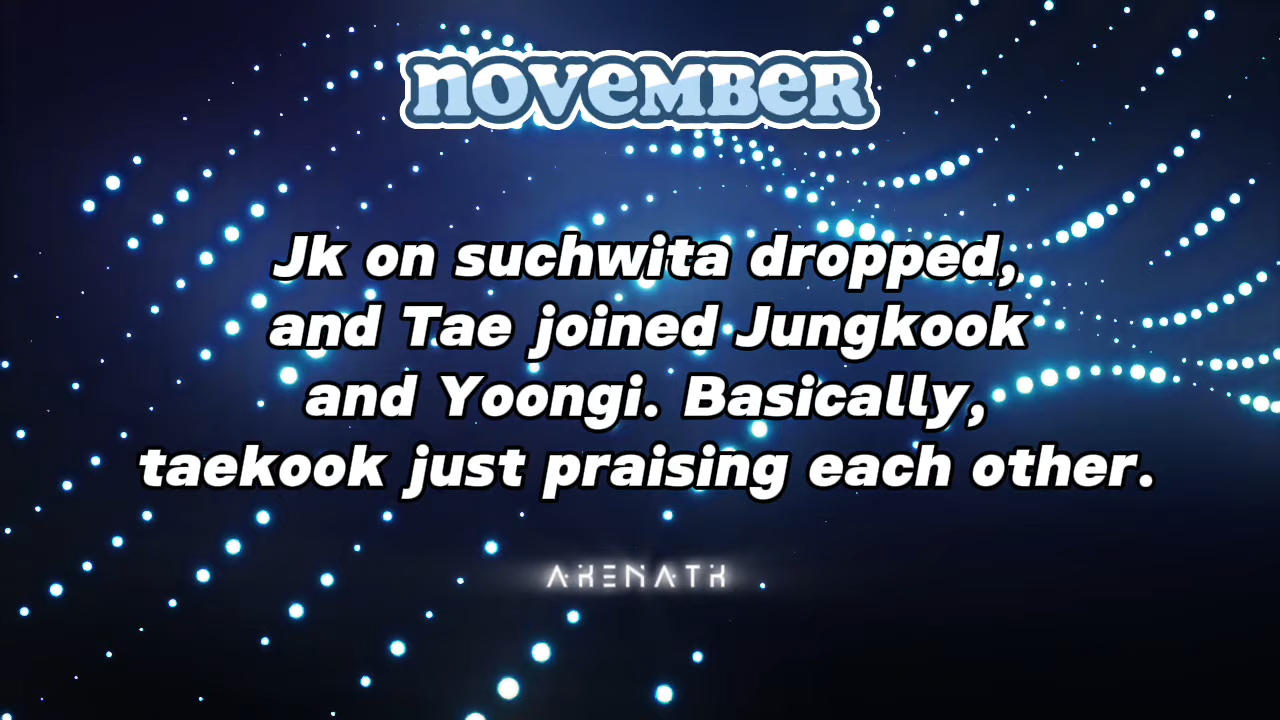 NOVEMBER
Jk on suchwita dropped,
and Tae joined Jungkook
and Yoongi. Basically,
taekook just praising each other.
AKENATK